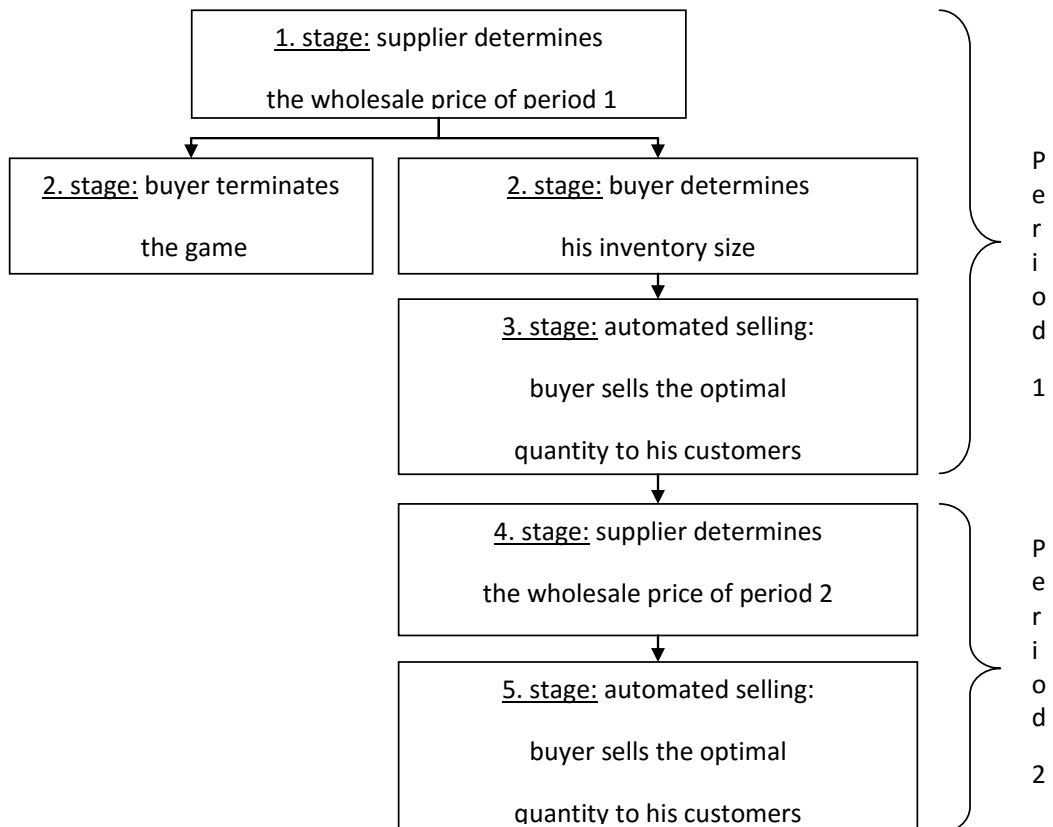 1. stage: supplier determines
the wholesale price of period 1
2. stage: buyer terminates
the game
2. stage: buyer determines
his inventory size
3. stage: automated selling:
buyer sells the optimal
quantity to his customers
Period 1
4. stage: supplier determines
the wholesale price of period 2
5. stage: automated selling:
buyer sells the optimal
quantity to his customers
Period 2